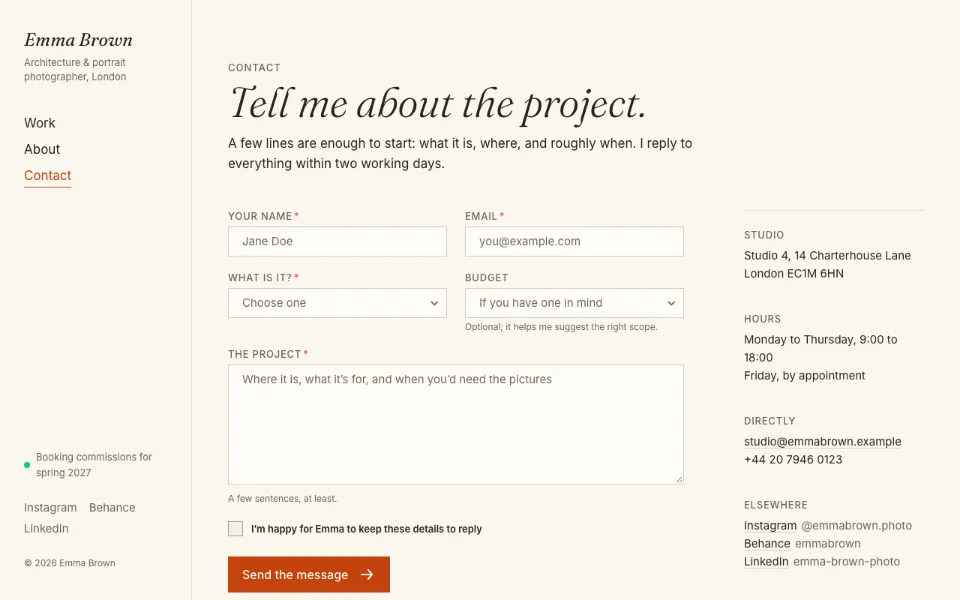 Emma Brown
Architecture & portrait
photographer, London
Work
About
Contact
Booking commissions for
spring 2027
Instagram Behance
LinkedIn
© 2026 Emma Brown
CONTACT
Tell me about the project.
A few lines are enough to start: what it is, where, and roughly when. I reply to
everything within two working days.
YOUR NAME*
Jane Doe
EMAIL*
you@example.com
WHAT IS IT?*
Choose one
BUDGET
If you have one in mind
Optional; it helps me suggest the right scope.
THE PROJECT*
Where it is, what it’s for, and when you’d need the pictures
A few sentences, at least.
I’m happy for Emma to keep these details to reply
Send the message →
STUDIO
Studio 4, 14 Charterhouse Lane
London EC1M 6HN
HOURS
Monday to Thursday, 9:00 to
18:00
Friday, by appointment
DIRECTLY
studio@emmabrown.example
+44 20 7946 0123
ELSEWHERE
Instagram @emmabrown.photo
Behance emmabrown
LinkedIn emma-brown-photo